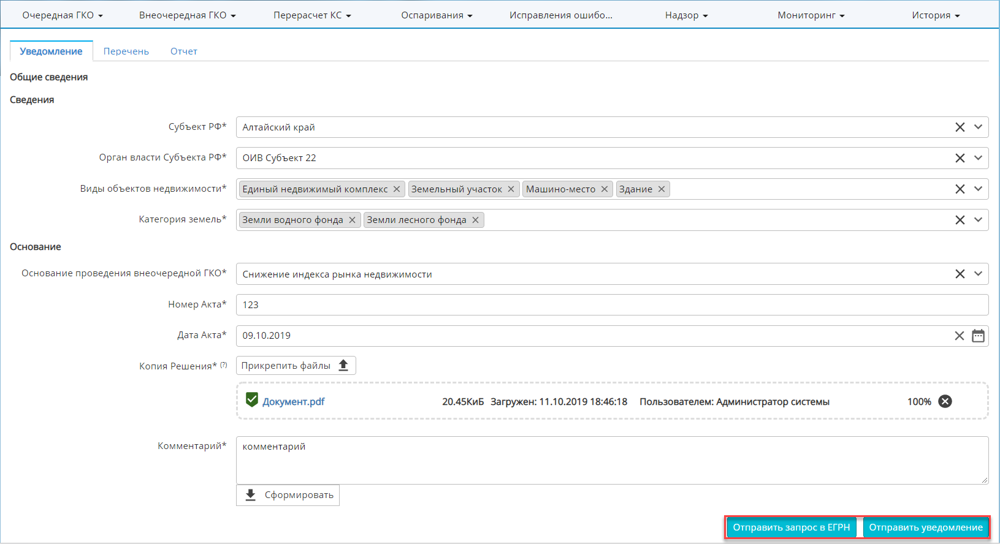 Очередная ГКО Внеочередная ГКО Перерасчет КС Оспаривания Исправления ошибо... Надзор Мониторинг История
Уведомление Перечень Отчет
Общие сведения
Сведения
Субъект РФ* Алтайский край
Орган власти Субъекта РФ* ОИВ Субъект 22
Виды объектов недвижимости* Единый недвижимый комплекс Земельный участок Машино-место Здание
Категория земель* Земли водного фонда Земли лесного фонда
Основание
Основание проведения внеочередной ГКО* Снижение индекса рынка недвижимости
Номер Акта* 123
Дата Акта* 09.10.2019
Копия Решения* (?) Прикрепить файлы
Документ.pdf 20.45КиБ Загружен: 11.10.2019 18:46:18 Пользователем: Администратор системы 100%
Комментарий* комментарий
Сформировать
Отправить запрос в ЕГРН Отправить уведомление